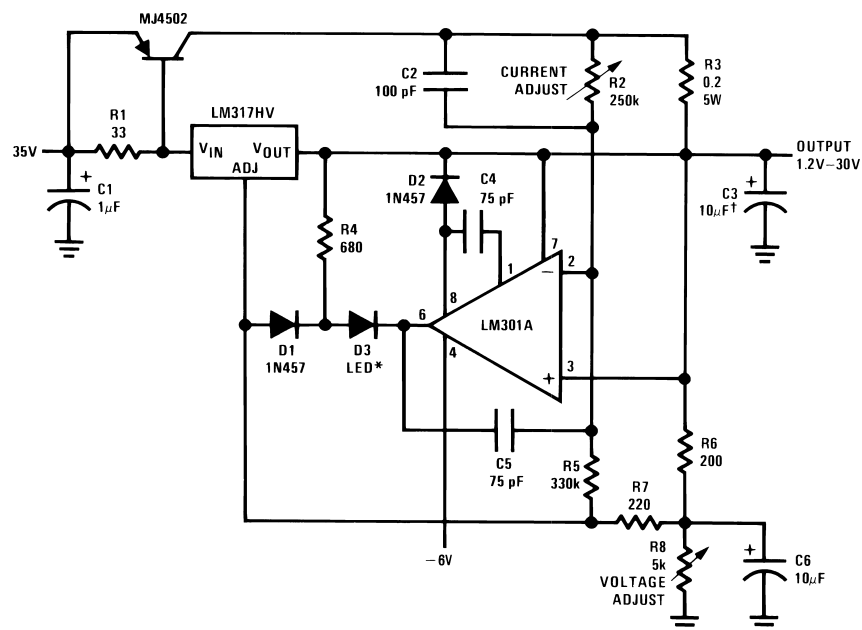 MJ4502
C2
100 pF
CURRENT
ADJUST
R2
250k
R3
0.2
5W
R1
33
LM317HV
35V
VIN
VOUT
ADJ
OUTPUT
1.2V–30V
+
C1
1µF
D2
1N457
C4
75 pF
+
C3
10µF†
R4
680
7
1
2
−
8
6
LM301A
4
3
+
D1
1N457
D3
LED*
C5
75 pF
R5
330k
R6
200
R7
220
−6V
R8
5k
VOLTAGE
ADJUST
+
C6
10µF